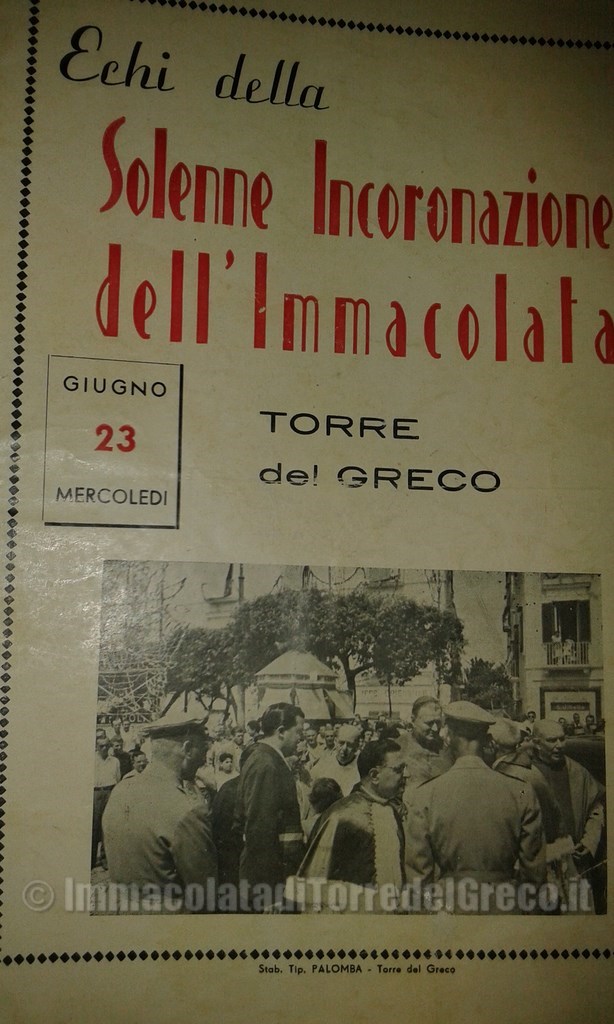 Echi della
Solenne Incoronazione
dell'Immacolata
GIUGNO
23
MERCOLEDI
TORRE
del GRECO
© ImmacolatadiTorredelGreco.it
Stab. Tip. PALOMBA - Torre del Greco